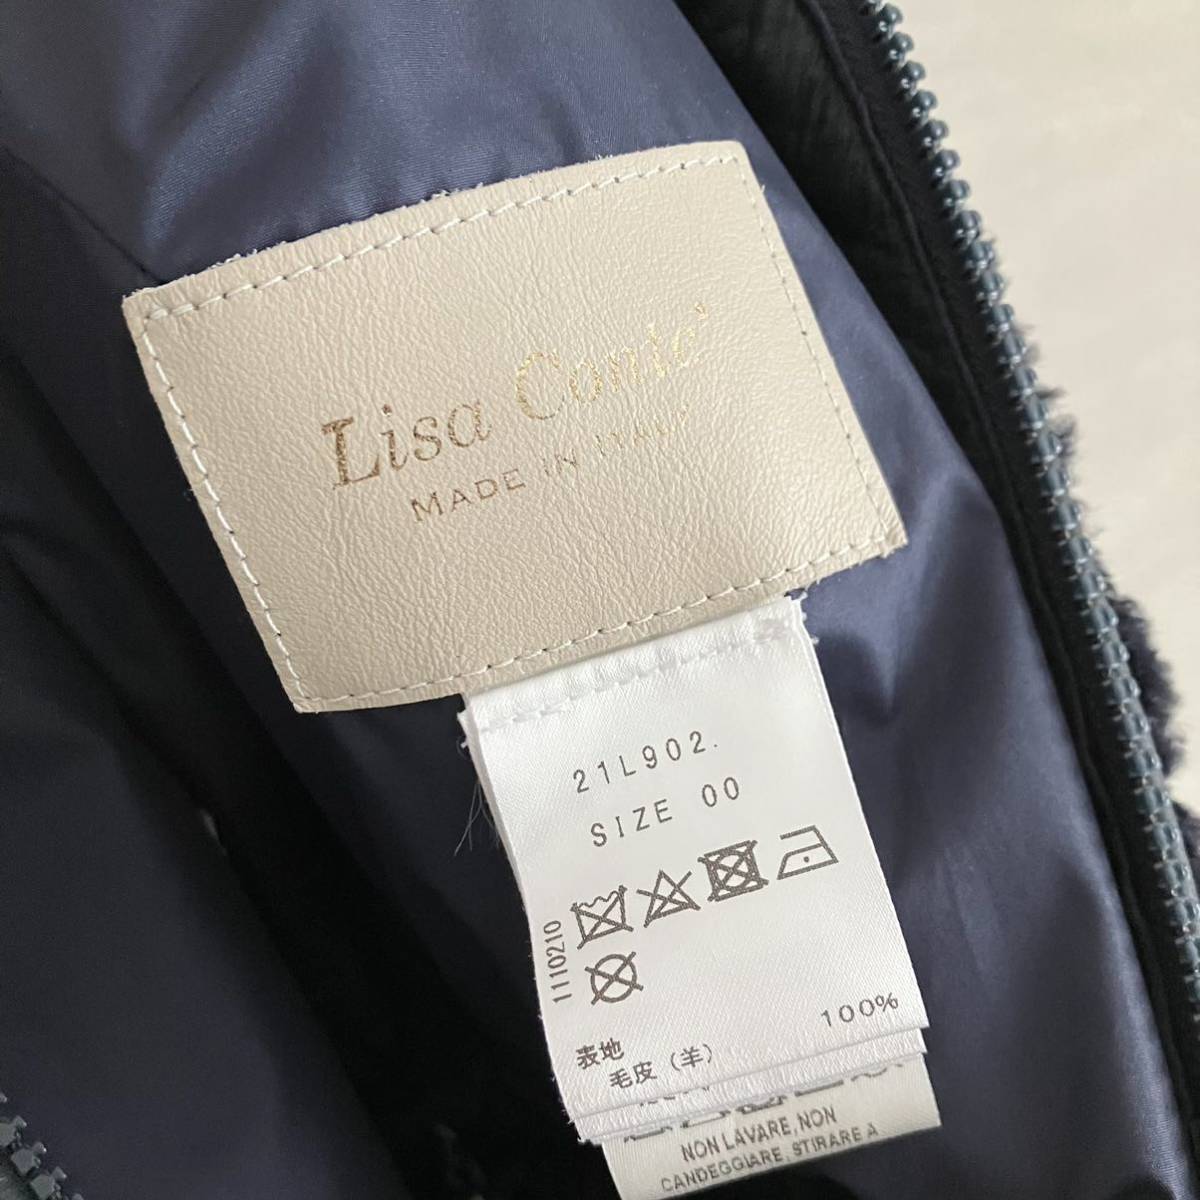 Lisa Conte'
MADE IN ITALY
21L902.
SIZE 00
1110210
表地
毛皮（羊） 100%
NON LAVARE, NON
CANDEGGIARE, STIRARE A